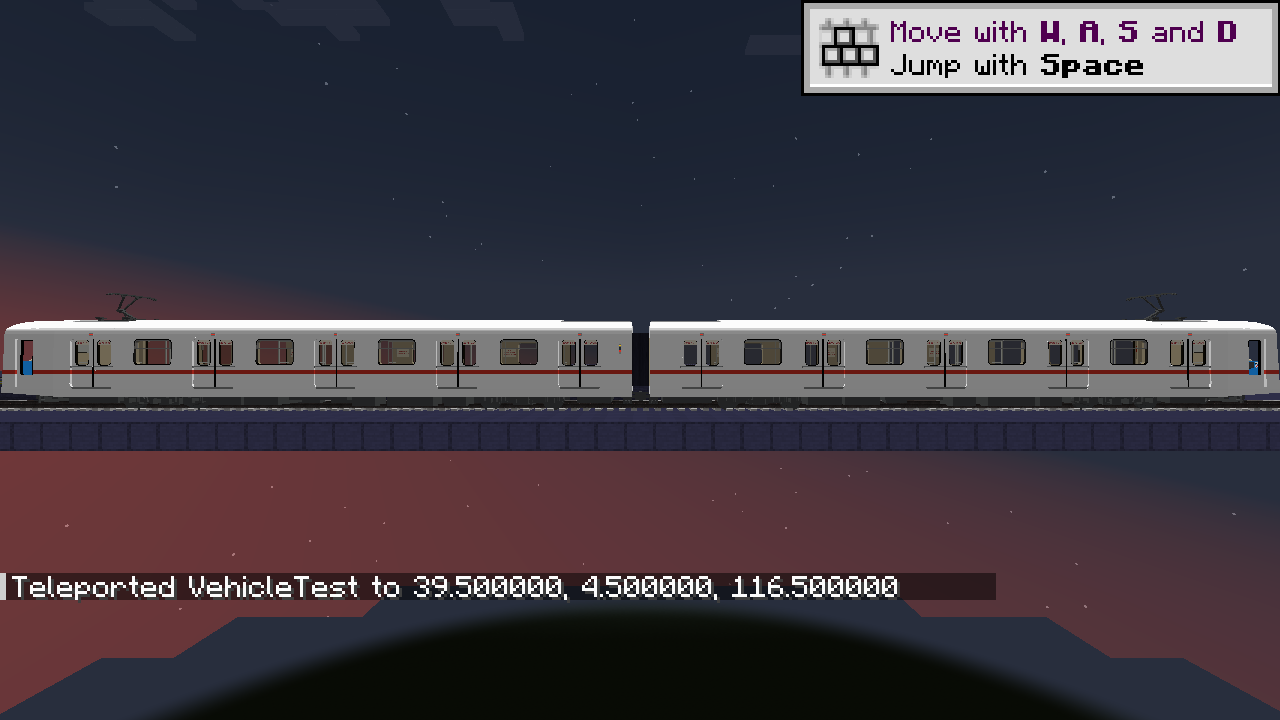 Move with W, A, S and D
Jump with Space
Teleported VehicleTest to 39.500000, 4.500000, 116.500000